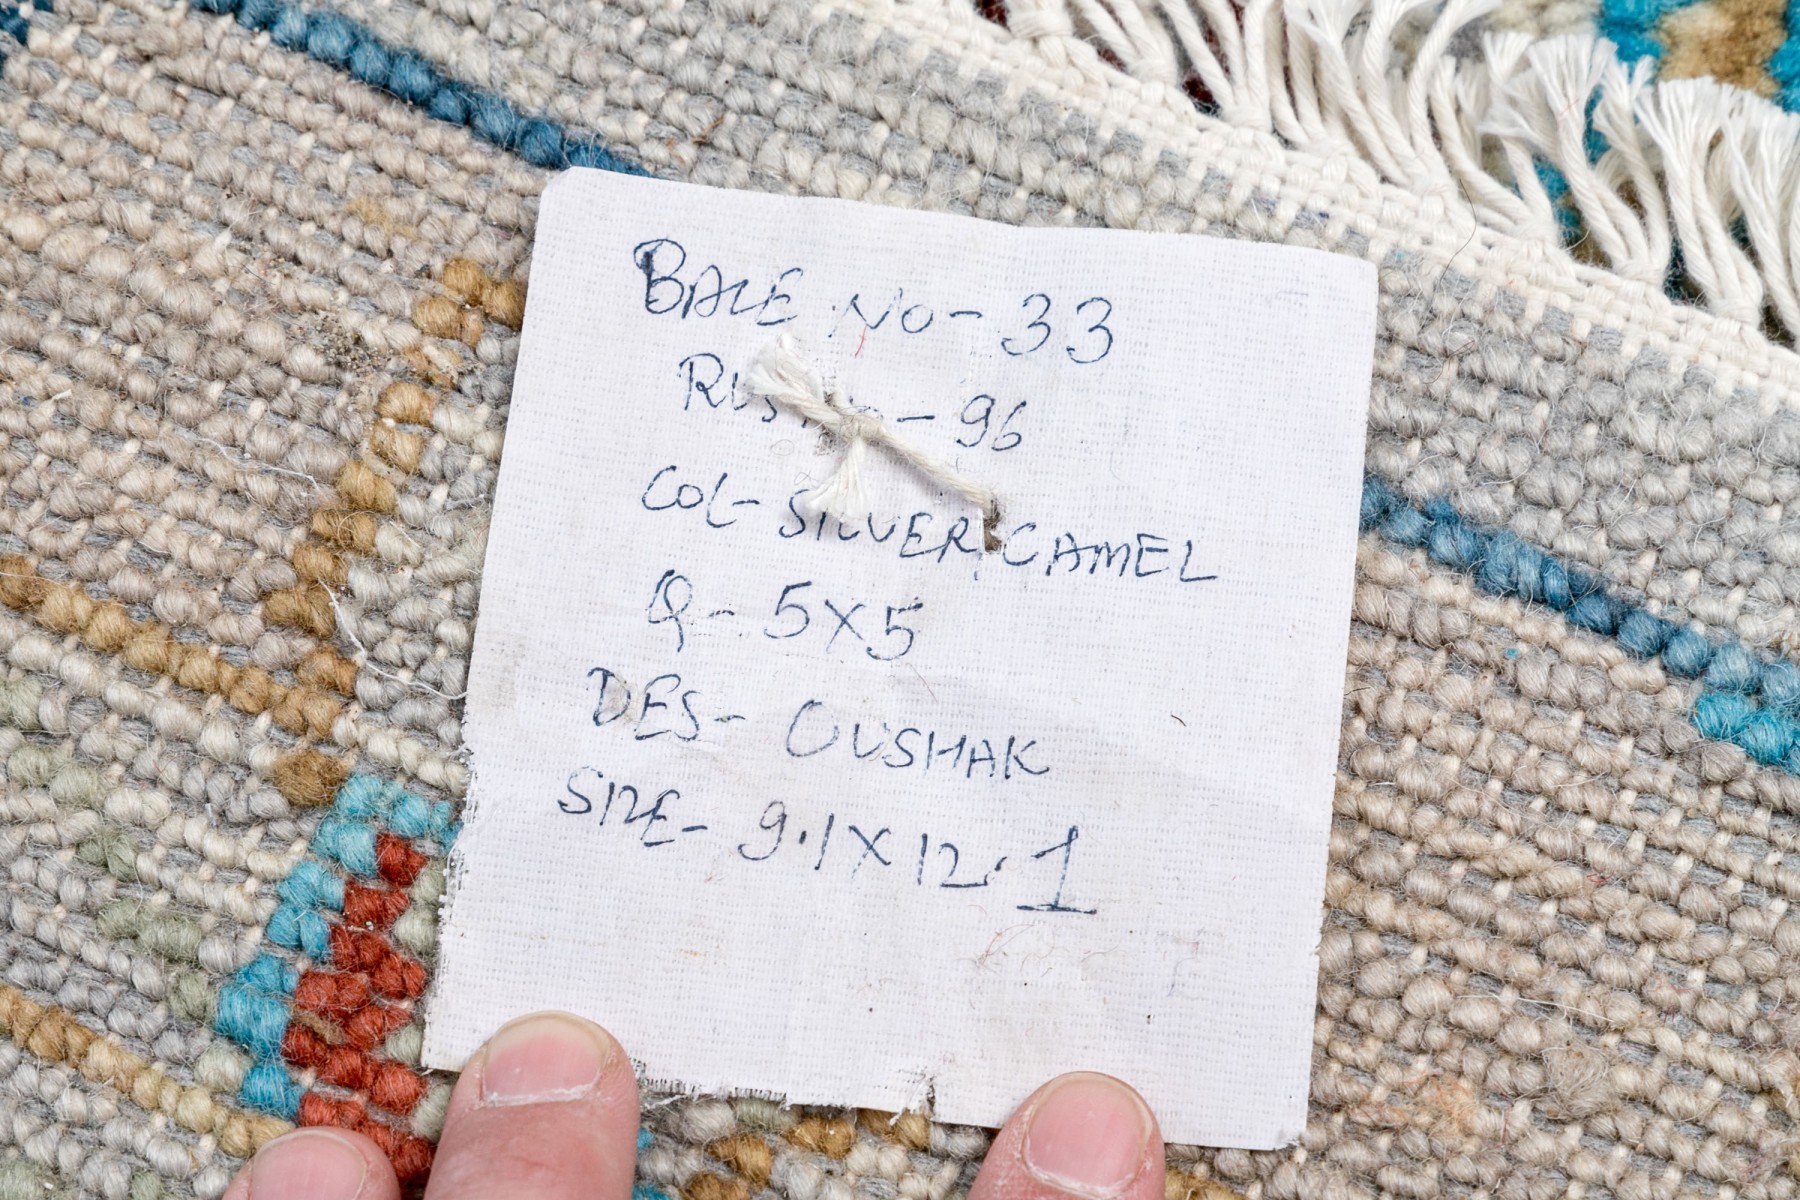 BALE NO- 33
- 96
COL- SILVER/CAMEL
Q- 5X5
DES- OUSHAK
SIZE- 9.1X12.1